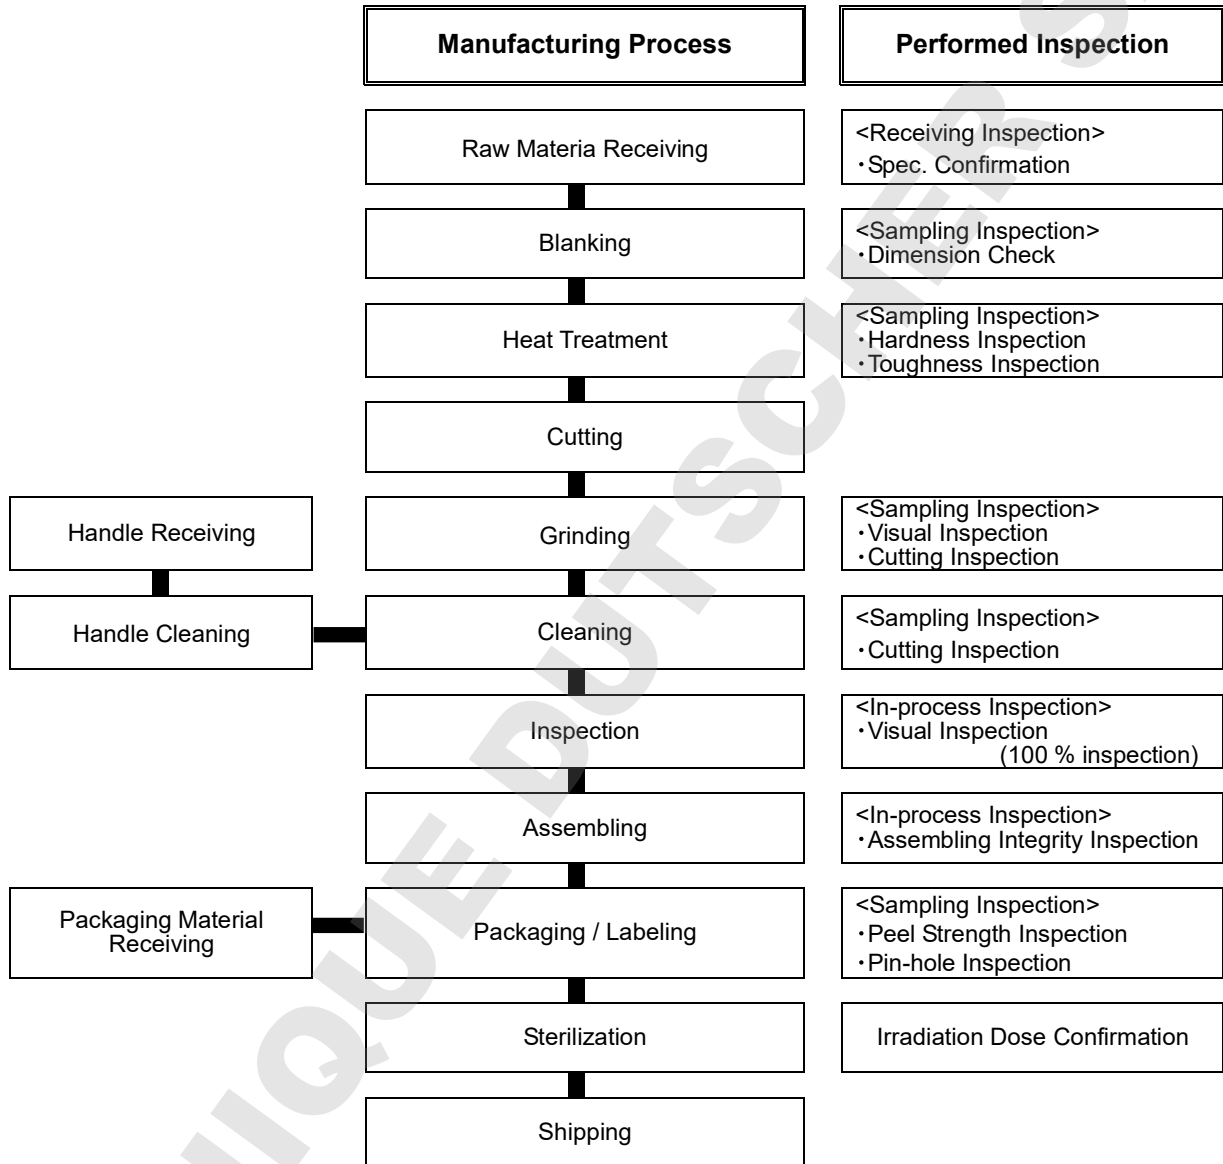 Manufacturing Process
Performed Inspection
Raw Materia Receiving
<Receiving Inspection>
・Spec. Confirmation
Blanking
<Sampling Inspection>
・Dimension Check
Heat Treatment
<Sampling Inspection>
・Hardness Inspection
・Toughness Inspection
Cutting
Handle Receiving
Grinding
<Sampling Inspection>
・Visual Inspection
・Cutting Inspection
Handle Cleaning
Cleaning
<Sampling Inspection>
・Cutting Inspection
Inspection
<In-process Inspection>
・Visual Inspection
(100 % inspection)
Assembling
<In-process Inspection>
・Assembling Integrity Inspection
Packaging Material
Receiving
Packaging / Labeling
<Sampling Inspection>
・Peel Strength Inspection
・Pin-hole Inspection
Sterilization
Irradiation Dose Confirmation
Shipping
NIQUE DUTSCHER S